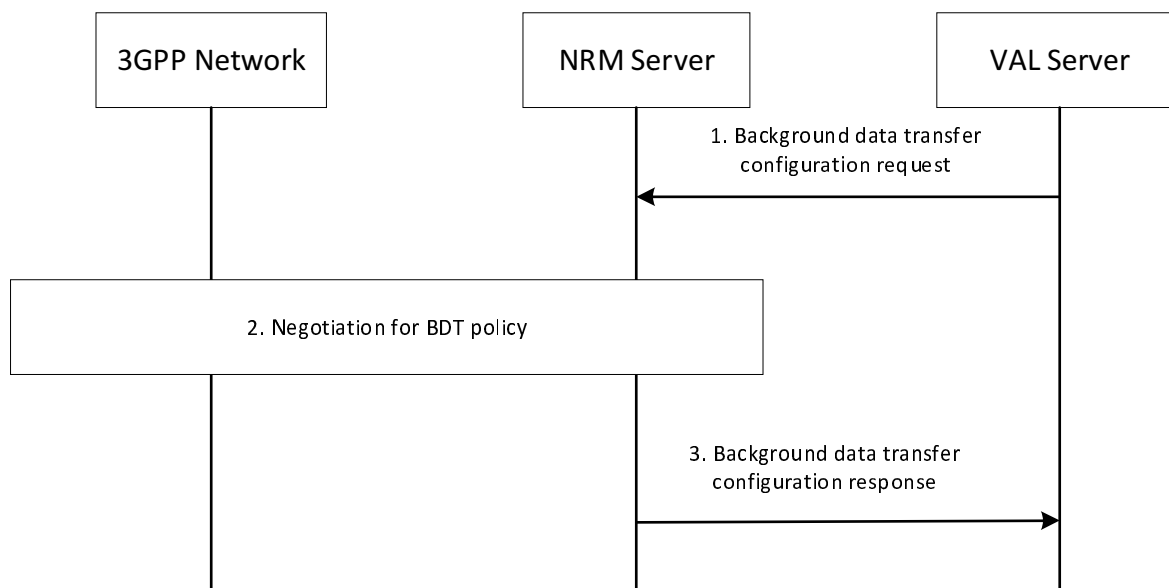 3GPP Network
NRM Server
VAL Server
1. Background data transfer
configuration request
2. Negotiation for BDT policy
3. Background data transfer
configuration response